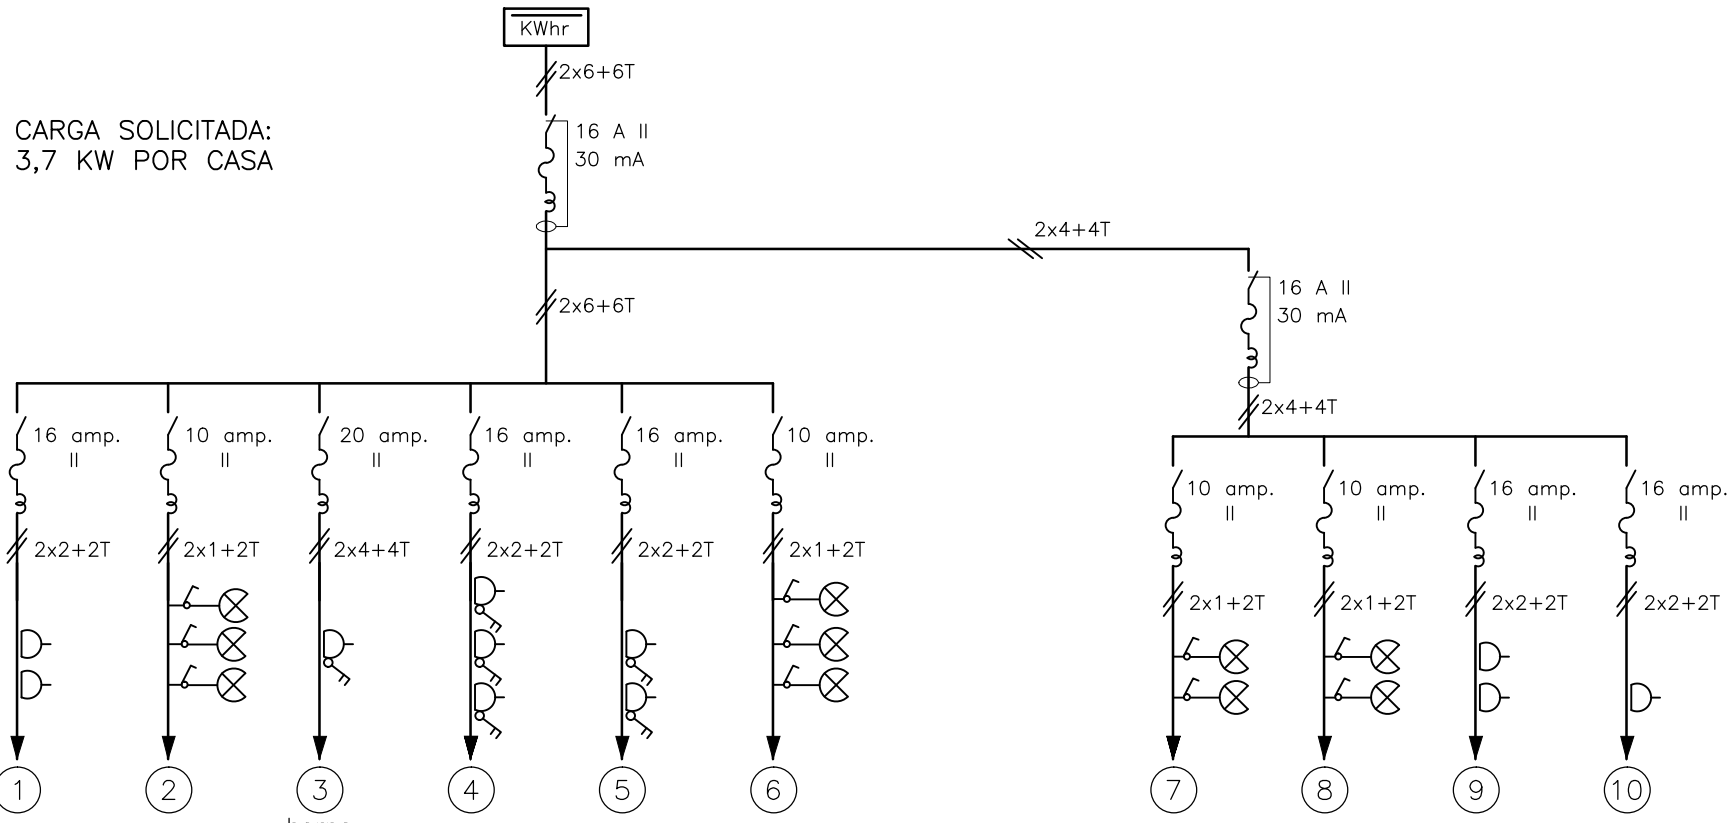 KWhr
2x6+6T
CARGA SOLICITADA:
3,7 KW POR CASA
16 A II
30 mA
2x4+4T
2x6+6T
16 A II
30 mA
2x4+4T
16 amp.
II
10 amp.
II
20 amp.
II
16 amp.
II
16 amp.
II
10 amp.
II
10 amp.
II
10 amp.
II
16 amp.
II
16 amp.
II
2x2+2T
2x1+2T
2x4+4T
2x2+2T
2x2+2T
2x1+2T
2x1+2T
2x1+2T
2x2+2T
2x2+2T
1
2
3
4
5
6
7
8
9
10